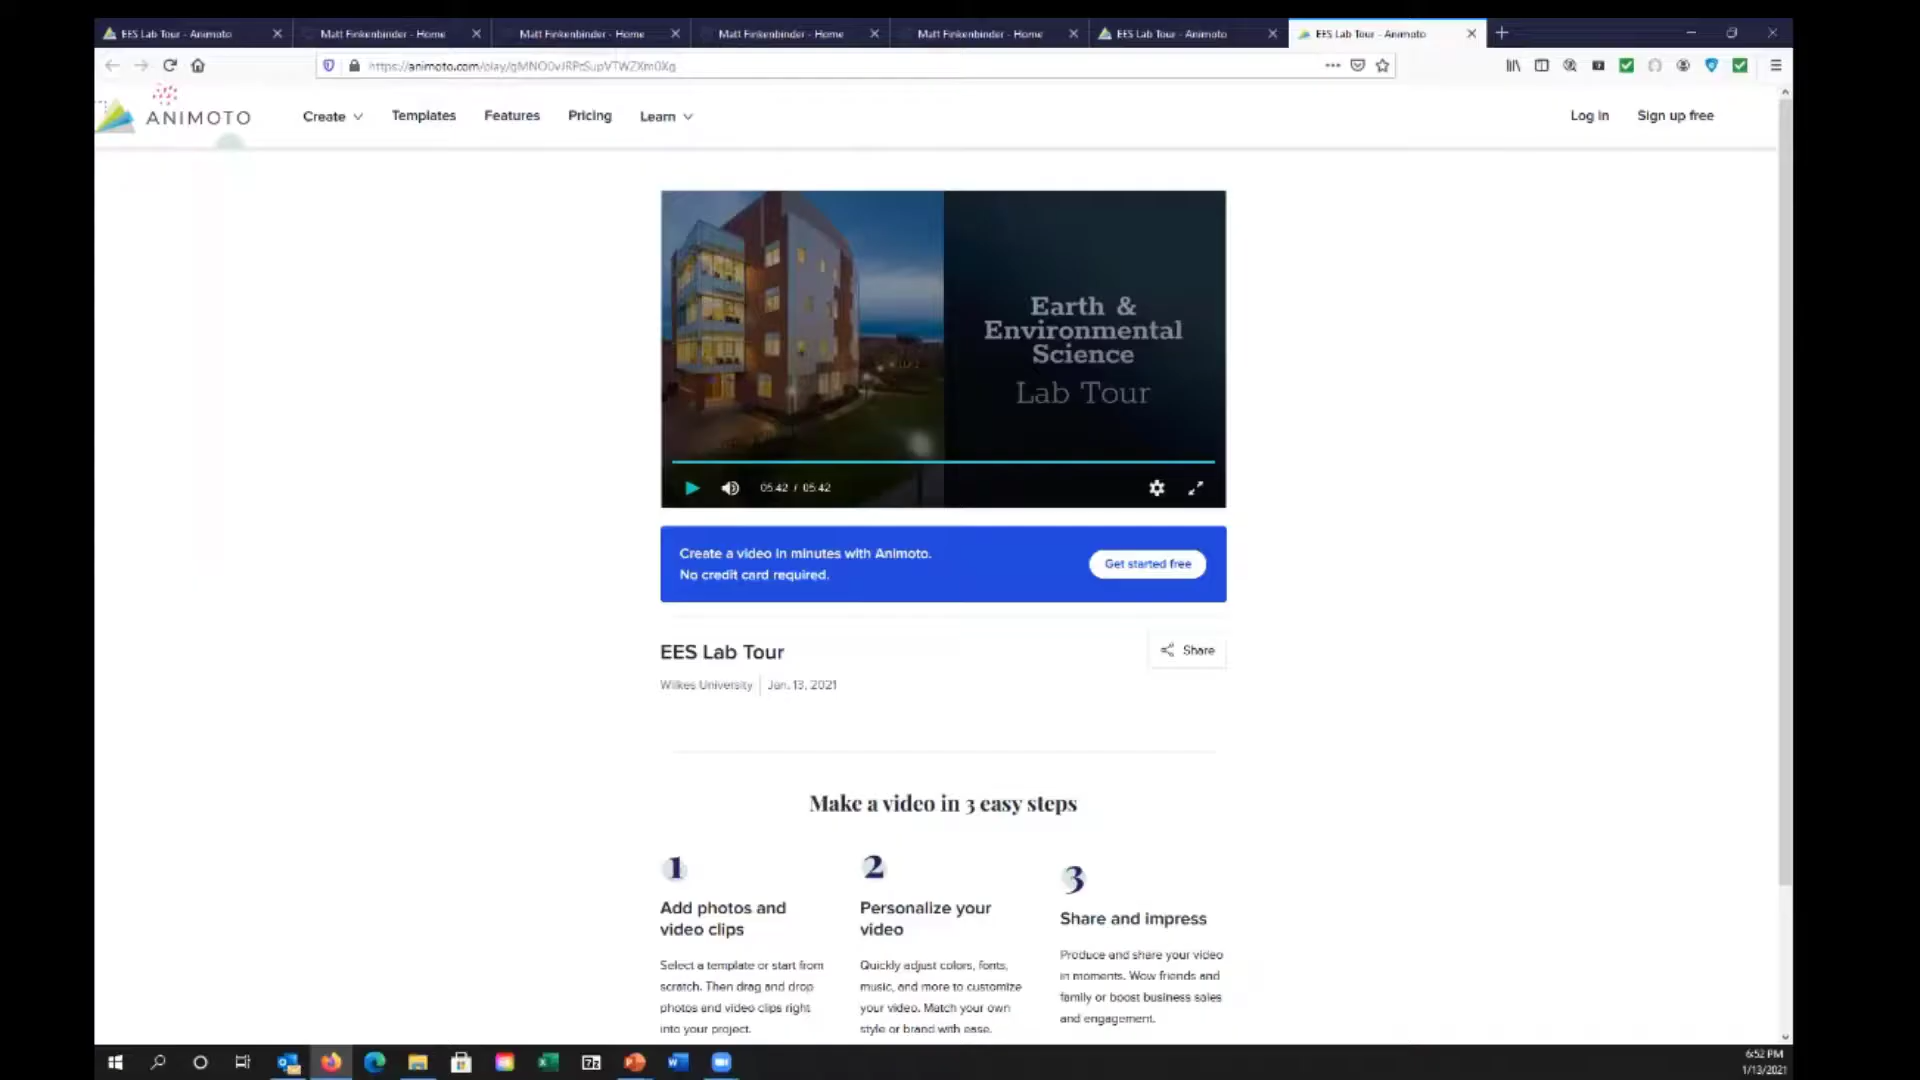 EES Lab Tour - Animoto
Matt Finkenbinder - Home
Matt Finkenbinder - Home
Matt Finkenbinder - Home
Matt Finkenbinder - Home
EES Lab Tour - Animoto
EES Lab Tour - Animoto
ANIMOTO
Create
Templates
Features
Pricing
Learn
Log in
Sign up free
Earth &
Environmental
Science
Lab Tour
05:42 / 05:42
Create a video in minutes with Animoto.
No credit card required.
Get started free
EES Lab Tour
Share
Wilkes University
Jan. 13, 2021
Make a video in 3 easy steps
1
Add photos and
video clips
Select a template or start from
scratch. Then drag and drop
photos and video clips right
into your project.
2
Personalize your
video
Quickly adjust colors, fonts,
music, and more to customize
your video. Match your own
style or brand with ease.
3
Share and impress
Produce and share your video
in moments. Wow friends and
family or boost business sales
and engagement.
6:52 PM
1/13/2021